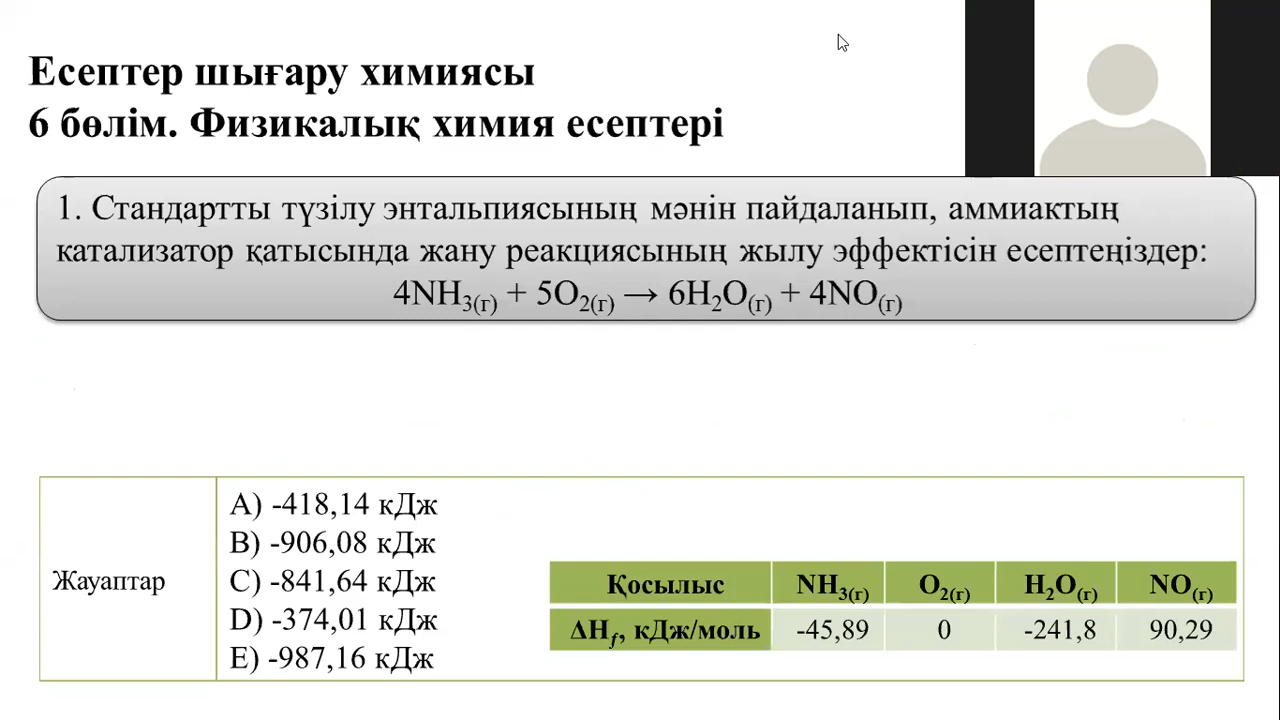 Есептер шығару химиясы
6 бөлім. Физикалық химия есептері
1. Стандартты түзілу энтальпиясының мәнін пайдаланып, аммиактың
катализатор қатысында жану реакциясының жылу эффектісін есептеңіздер:
4NH₃(г) + 5O₂(г) → 6H₂O(г) + 4NO(г)
Жауаптар
A) -418,14 кДж
B) -906,08 кДж
C) -841,64 кДж
D) -374,01 кДж
E) -987,16 кДж
Қосылыс NH₃(г) O₂(г) H₂O(г) NO(г)
ΔHf, кДж/моль -45,89 0 -241,8 90,29